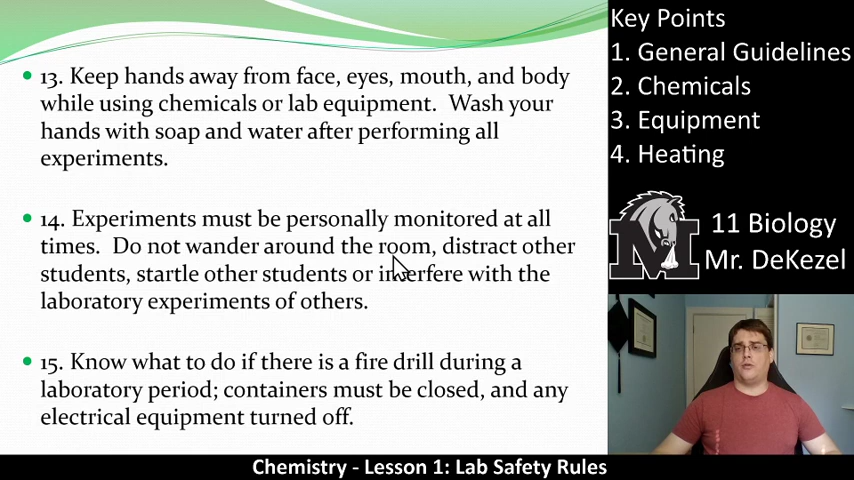 13. Keep hands away from face, eyes, mouth, and body
while using chemicals or lab equipment. Wash your
hands with soap and water after performing all
experiments.
14. Experiments must be personally monitored at all
times. Do not wander around the room, distract other
students, startle other students or interfere with the
laboratory experiments of others.
15. Know what to do if there is a fire drill during a
laboratory period; containers must be closed, and any
electrical equipment turned off.
Key Points
1. General Guidelines
2. Chemicals
3. Equipment
4. Heating
M
11 Biology
Mr. DeKezel
Chemistry - Lesson 1: Lab Safety Rules